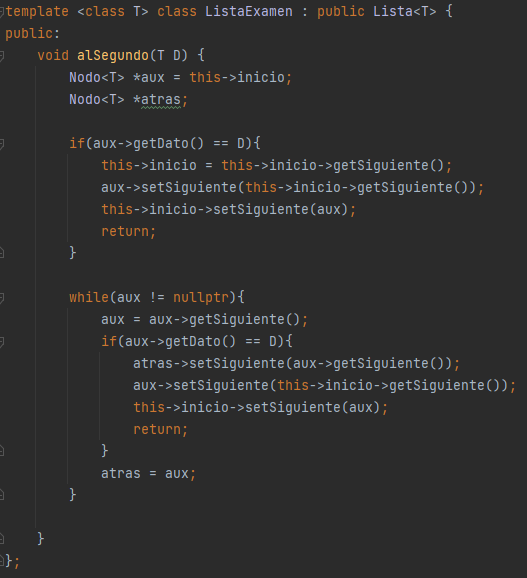 template <class T> class ListaExamen : public Lista<T> {
public:
    void alSegundo(T D) {
        Nodo<T> *aux = this->inicio;
        Nodo<T> *atras;

        if(aux->getDato() == D){
            this->inicio = this->inicio->getSiguiente();
            aux->setSiguiente(this->inicio->getSiguiente());
            this->inicio->setSiguiente(aux);
            return;
        }

        while(aux != nullptr){
            aux = aux->getSiguiente();
            if(aux->getDato() == D){
                atras->setSiguiente(aux->getSiguiente());
                aux->setSiguiente(this->inicio->getSiguiente());
                this->inicio->setSiguiente(aux);
                return;
            }
            atras = aux;
        }

    }
};